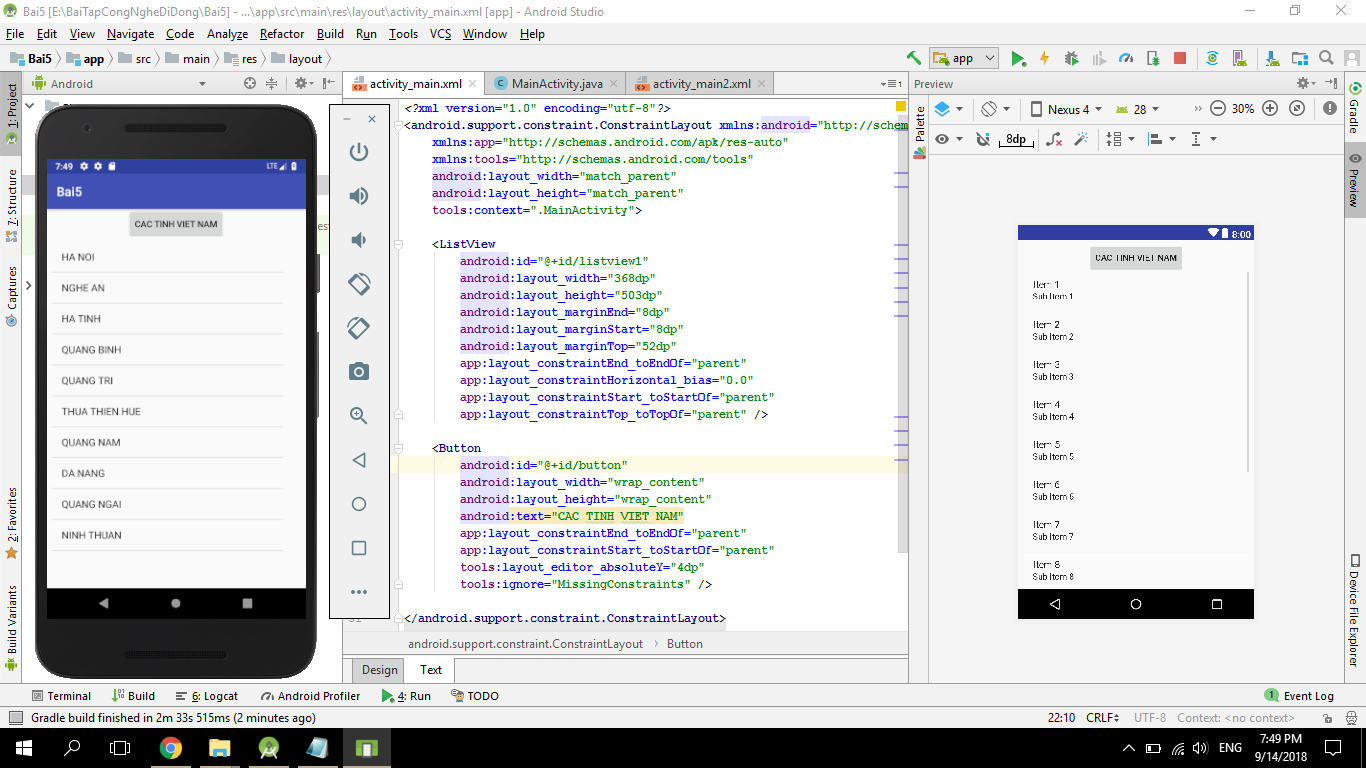 Bai5 [E:\BaiTapCongNgheDiDong\Bai5] - ...\app\src\main\res\layout\activity_main.xml [app] - Android Studio
File Edit View Navigate Code Analyze Refactor Build Run Tools VCS Window Help
Bai5 app src main res layout
app
Android
activity_main.xml MainActivity.java activity_main2.xml
Preview
1: Project
7: Structure
Captures
2: Favorites
Build Variants
7:49 LTE
Bai5
CAC TINH VIET NAM
HA NOI
NGHE AN
HA TINH
QUANG BINH
QUANG TRI
THUA THIEN HUE
QUANG NAM
DA NANG
QUANG NGAI
NINH THUAN
<?xml version="1.0" encoding="utf-8"?>
<android.support.constraint.ConstraintLayout xmlns:android="http://schem
xmlns:app="http://schemas.android.com/apk/res-auto"
xmlns:tools="http://schemas.android.com/tools"
android:layout_width="match_parent"
android:layout_height="match_parent"
tools:context=".MainActivity">
<ListView
android:id="@+id/listview1"
android:layout_width="368dp"
android:layout_height="503dp"
android:layout_marginEnd="8dp"
android:layout_marginStart="8dp"
android:layout_marginTop="52dp"
app:layout_constraintEnd_toEndOf="parent"
app:layout_constraintHorizontal_bias="0.0"
app:layout_constraintStart_toStartOf="parent"
app:layout_constraintTop_toTopOf="parent" />
<Button
android:id="@+id/button"
android:layout_width="wrap_content"
android:layout_height="wrap_content"
android:text="CAC TINH VIET NAM"
app:layout_constraintEnd_toEndOf="parent"
app:layout_constraintStart_toStartOf="parent"
tools:layout_editor_absoluteY="4dp"
tools:ignore="MissingConstraints" />
</android.support.constraint.ConstraintLayout>
android.support.constraint.ConstraintLayout Button
Design Text
Palette
Nexus 4 28 30%
8dp
8:00
CAC TINH VIET NAM
Item 1
Sub Item 1
Item 2
Sub Item 2
Item 3
Sub Item 3
Item 4
Sub Item 4
Item 5
Sub Item 5
Item 6
Sub Item 6
Item 7
Sub Item 7
Item 8
Sub Item 8
Gradle
Preview
Device File Explorer
Terminal Build 6: Logcat Android Profiler 4: Run TODO Event Log
Gradle build finished in 2m 33s 515ms (2 minutes ago) 22:10 CRLF UTF-8 Context: <no context>
ENG
7:49 PM
9/14/2018